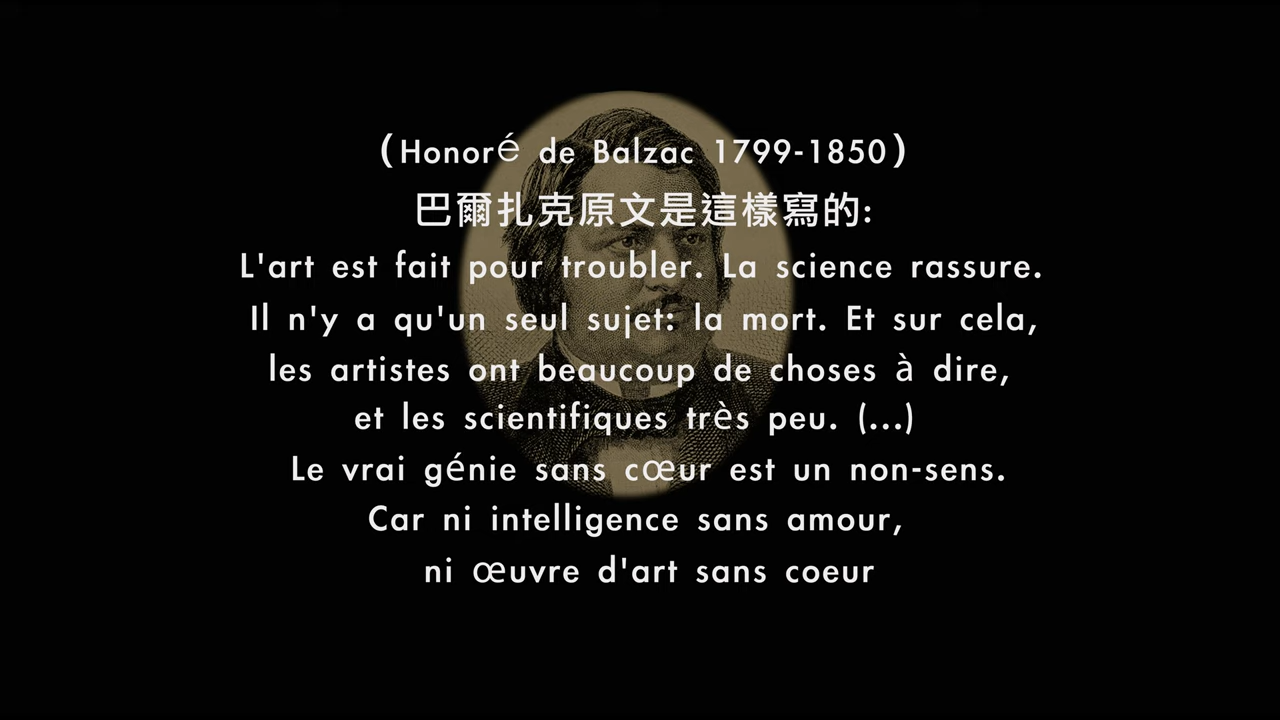 (Honoré de Balzac 1799-1850)
巴爾扎克原文是這樣寫的:
L'art est fait pour troubler. La science rassure.
Il n'y a qu'un seul sujet: la mort. Et sur cela,
les artistes ont beaucoup de choses à dire,
et les scientifiques très peu. (...)
Le vrai génie sans cœur est un non-sens.
Car ni intelligence sans amour,
ni œuvre d'art sans coeur